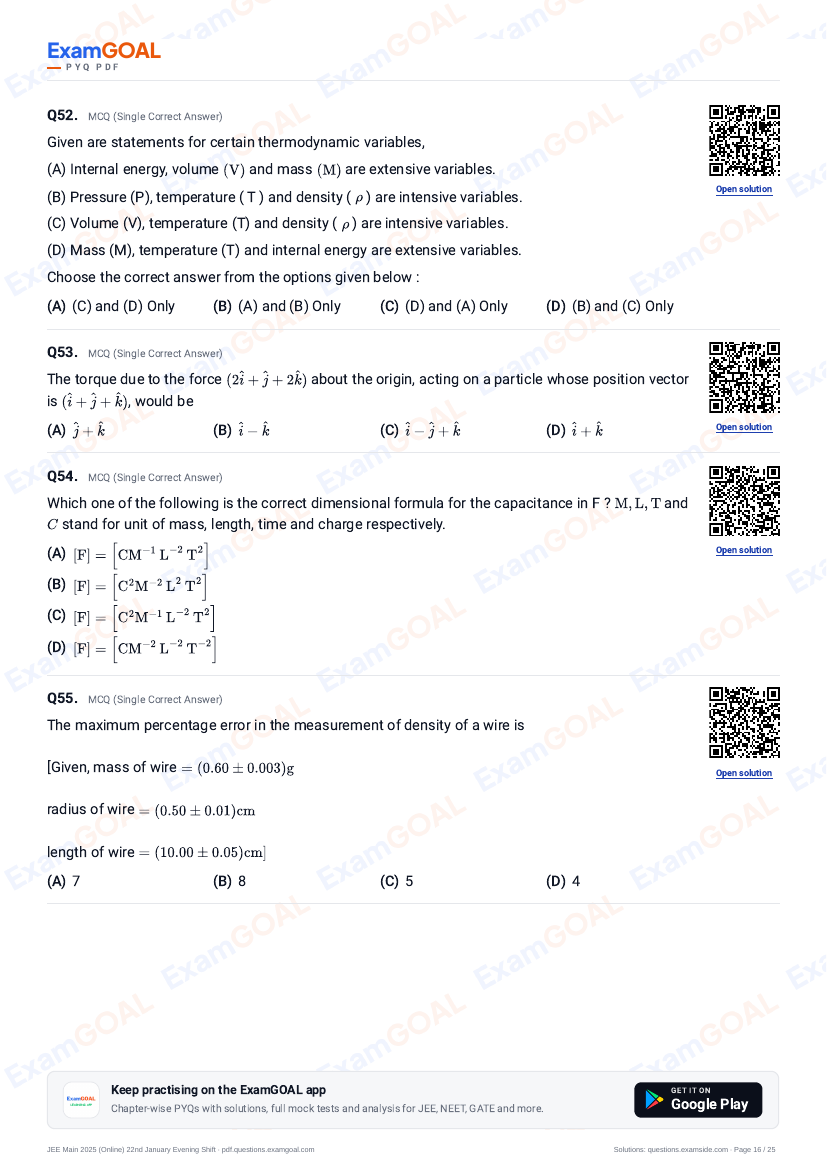 ExamGOAL
PYQ PDF
Q52. MCQ (Single Correct Answer)
Given are statements for certain thermodynamic variables,
(A) Internal energy, volume (V) and mass (M) are extensive variables.
(B) Pressure (P), temperature ( T ) and density ( ρ ) are intensive variables.
(C) Volume (V), temperature (T) and density ( ρ ) are intensive variables.
(D) Mass (M), temperature (T) and internal energy are extensive variables.
Choose the correct answer from the options given below :
(A) (C) and (D) Only (B) (A) and (B) Only (C) (D) and (A) Only (D) (B) and (C) Only
Open solution
Q53. MCQ (Single Correct Answer)
The torque due to the force (2î + ĵ + 2k̂) about the origin, acting on a particle whose position vector
is (î + ĵ + k̂), would be
(A) ĵ + k̂ (B) î − k̂ (C) î − ĵ + k̂ (D) î + k̂
Open solution
Q54. MCQ (Single Correct Answer)
Which one of the following is the correct dimensional formula for the capacitance in F ? M, L, T and
C stand for unit of mass, length, time and charge respectively.
(A) [F] = [CM⁻¹ L⁻² T²]
(B) [F] = [C²M⁻² L² T²]
(C) [F] = [C²M⁻¹ L⁻² T²]
(D) [F] = [CM⁻² L⁻² T⁻²]
Open solution
Q55. MCQ (Single Correct Answer)
The maximum percentage error in the measurement of density of a wire is
[Given, mass of wire = (0.60 ± 0.003)g
radius of wire = (0.50 ± 0.01)cm
length of wire = (10.00 ± 0.05)cm]
(A) 7 (B) 8 (C) 5 (D) 4
Open solution
ExamGOAL
Keep practising on the ExamGOAL app
Chapter-wise PYQs with solutions, full mock tests and analysis for JEE, NEET, GATE and more.
GET IT ON
Google Play
JEE Main 2025 (Online) 22nd January Evening Shift · pdf.questions.examgoal.com
Solutions: questions.examside.com · Page 16 / 25